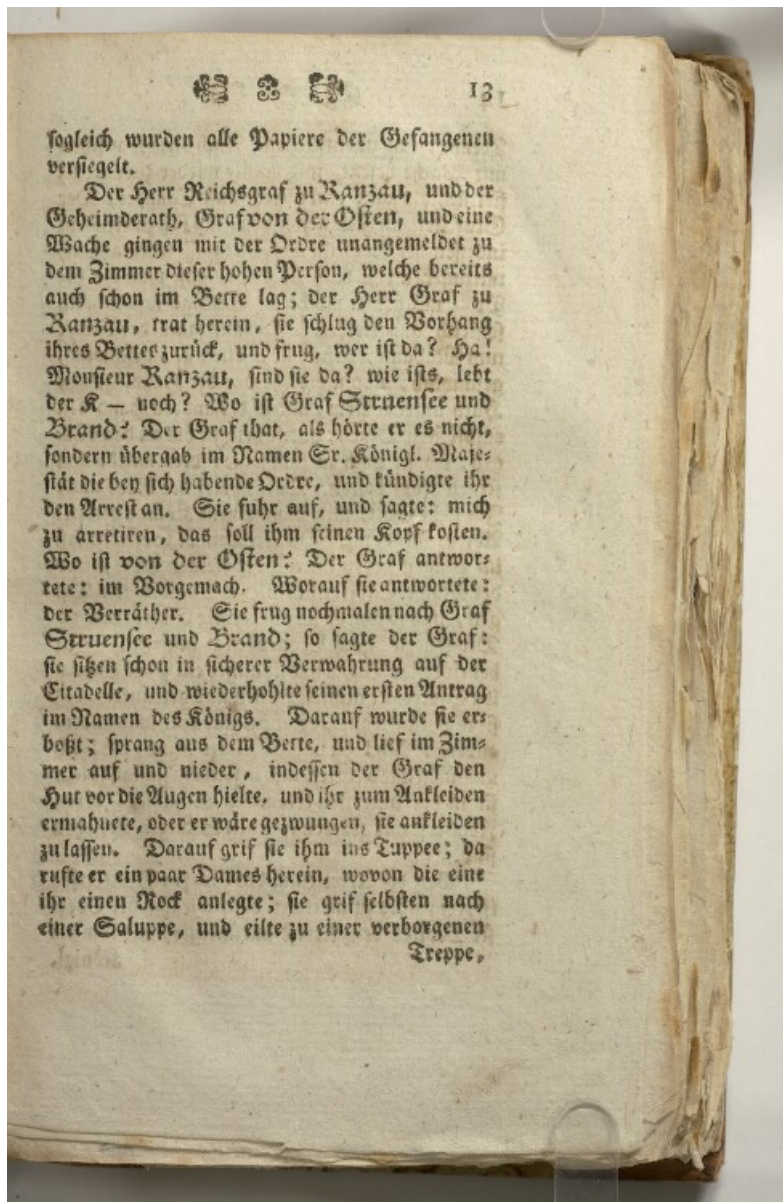 13
sogleich wurden alle Papiere der Gefangenen
versiegelt.
Der Herr Reichsgraf zu Ranzau, und der
Geheimderath, Graf von der Osten, und eine
Wache gingen mit der Ordre unangemeldet zu
dem Zimmer dieser hohen Person, welche bereits
auch schon im Bette lag; der Herr Graf zu
Ranzau, trat herein, sie schlug den Vorhang
ihres Bettes zurück, und frug, wer ist da? Ha!
Monsieur Ranzau, sind sie da? wie ists, lebt
der K — noch? Wo ist Graf Struensee und
Brand? Der Graf that, als hörte er es nicht,
sondern übergab im Namen Sr. Königl. Maje-
stät die bey sich habende Ordre, und kündigte ihr
den Arrest an. Sie fuhr auf, und sagte: mich
zu arretiren, das soll ihm seinen Kopf kosten.
Wo ist von der Osten? Der Graf antwor-
tete: im Vorgemach. Worauf sie antwortete:
der Verräther. Sie frug nochmalen nach Graf
Struensee und Brand; so sagte der Graf:
sie sitzen schon in sicherer Verwahrung auf der
Citadelle, und wiederhohlte seinen ersten Antrag
im Namen des Königs. Darauf wurde sie er-
boßt; sprang aus dem Bette, und lief im Zim-
mer auf und nieder, indessen der Graf den
Hut vor die Augen hielte, und ihr zum Ankleiden
ermahnete, oder er wäre gezwungen, sie ankleiden
zu lassen. Darauf grif sie ihm ins Tuppee; da
rufte er ein paar Dames herein, wovon die eine
ihr einen Rock anlegte; sie grif selbsten nach
einer Saluppe, und eilte zu einer verborgenen
Treppe,